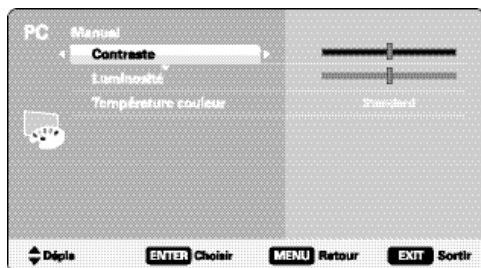 PC Manuel
Contraste
Luminosité
Température couleur Standard
Dépla ENTER Choisir MENU Retour EXIT Sortir